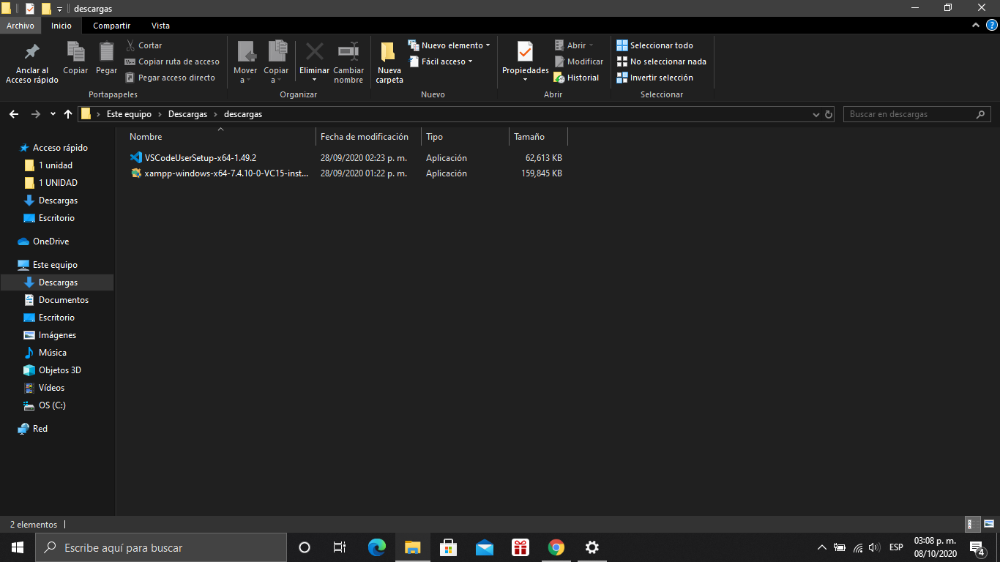 descargas
Archivo Inicio Compartir Vista
Anclar al Acceso rápido
Copiar
Pegar
Cortar
Copiar ruta de acceso
Pegar acceso directo
Portapapeles
Mover a
Copiar a
Eliminar
Cambiar nombre
Organizar
Nueva carpeta
Nuevo elemento
Fácil acceso
Nuevo
Propiedades
Abrir
Modificar
Historial
Abrir
Seleccionar todo
No seleccionar nada
Invertir selección
Seleccionar
Este equipo > Descargas > descargas
Buscar en descargas
Acceso rápido
1 unidad
1 UNIDAD
Descargas
Escritorio
OneDrive
Este equipo
Descargas
Documentos
Escritorio
Imágenes
Música
Objetos 3D
Vídeos
OS (C:)
Red
Nombre Fecha de modificación Tipo Tamaño
VSCodeUserSetup-x64-1.49.2 28/09/2020 02:23 p. m. Aplicación 62,613 KB
xampp-windows-x64-7.4.10-0-VC15-inst... 28/09/2020 01:22 p. m. Aplicación 159,845 KB
2 elementos
Escribe aquí para buscar
ESP
03:08 p. m.
08/10/2020
4